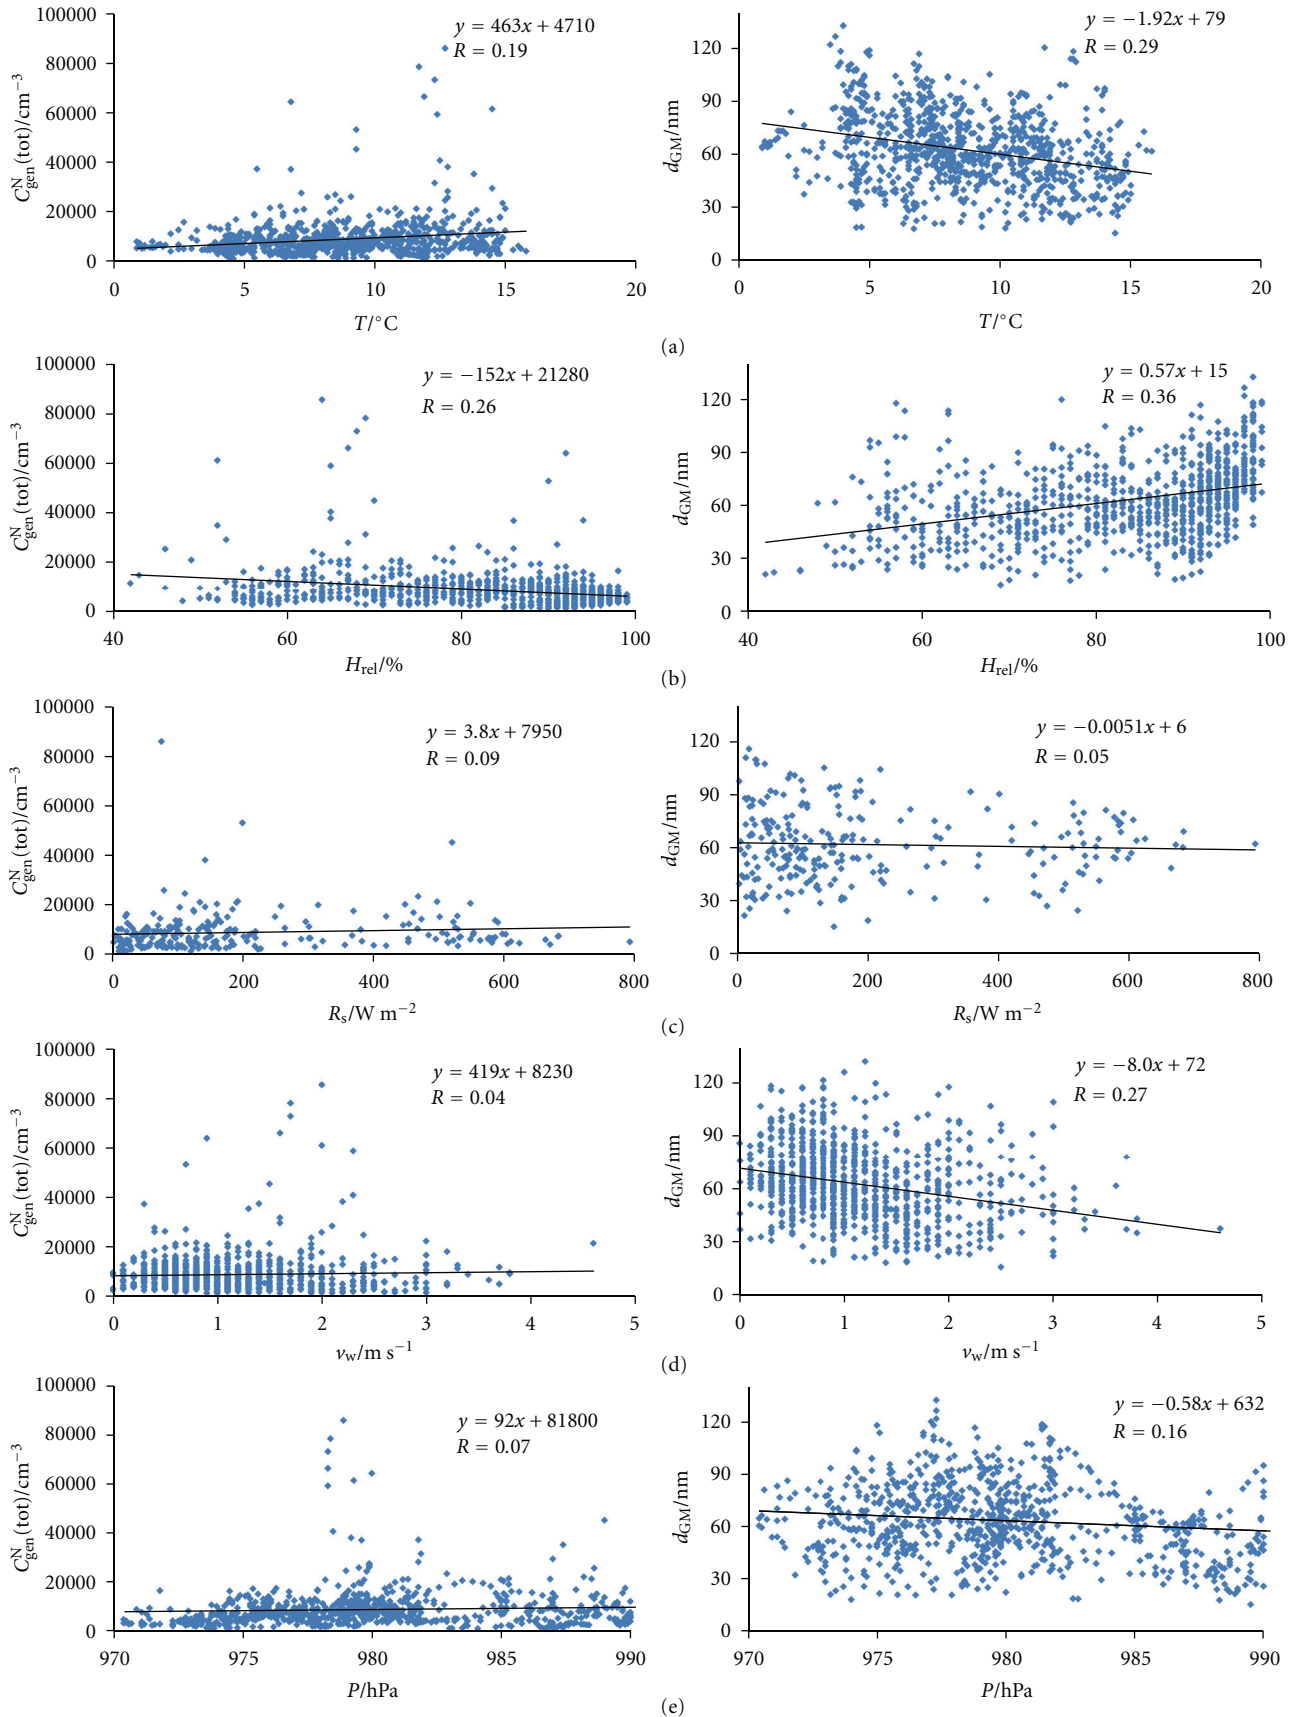 y = 463x + 4710
R = 0.19
100000
80000
60000
40000
20000
0
0 5 10 15 20
C^N_gen (tot)/cm^−3
T/°C
y = −1.92x + 79
R = 0.29
120
90
60
30
0
0 5 10 15 20
d_GM/nm
T/°C
(a)
y = −152x + 21280
R = 0.26
100000
80000
60000
40000
20000
0
40 60 80 100
C^N_gen (tot)/cm^−3
H_rel/%
y = 0.57x + 15
R = 0.36
120
90
60
30
0
40 60 80 100
d_GM/nm
H_rel/%
(b)
y = 3.8x + 7950
R = 0.09
100000
80000
60000
40000
20000
0
0 200 400 600 800
C^N_gen (tot)/cm^−3
R_s/W m^−2
y = −0.0051x + 6
R = 0.05
120
90
60
30
0
0 200 400 600 800
d_GM/nm
R_s/W m^−2
(c)
y = 419x + 8230
R = 0.04
100000
80000
60000
40000
20000
0
0 1 2 3 4 5
C^N_gen (tot)/cm^−3
v_w/m s^−1
y = −8.0x + 72
R = 0.27
120
90
60
30
0
0 1 2 3 4 5
d_GM/nm
v_w/m s^−1
(d)
y = 92x + 81800
R = 0.07
100000
80000
60000
40000
20000
0
970 975 980 985 990
C^N_gen (tot)/cm^−3
P/hPa
y = −0.58x + 632
R = 0.16
120
90
60
30
0
970 975 980 985 990
d_GM/nm
P/hPa
(e)